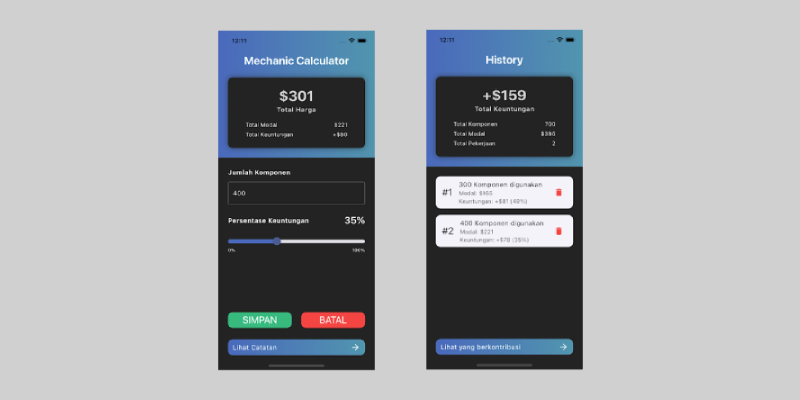 12:11
Mechanic Calculator
$301
Total Harga
Total Modal $221
Total Keuntungan +$80
Jumlah Komponen
400
Persentase Keuntungan 35%
0% 100%
SIMPAN BATAL
Lihat Catatan
12:11
History
+$159
Total Keuntungan
Total Komponen 700
Total Modal $386
Total Pekerjaan 2
#1
300 Komponen digunakan
Modal: $165
Keuntungan: +$81 (49%)
#2
400 Komponen digunakan
Modal: $221
Keuntungan: +$78 (35%)
Lihat yang berkontribusi